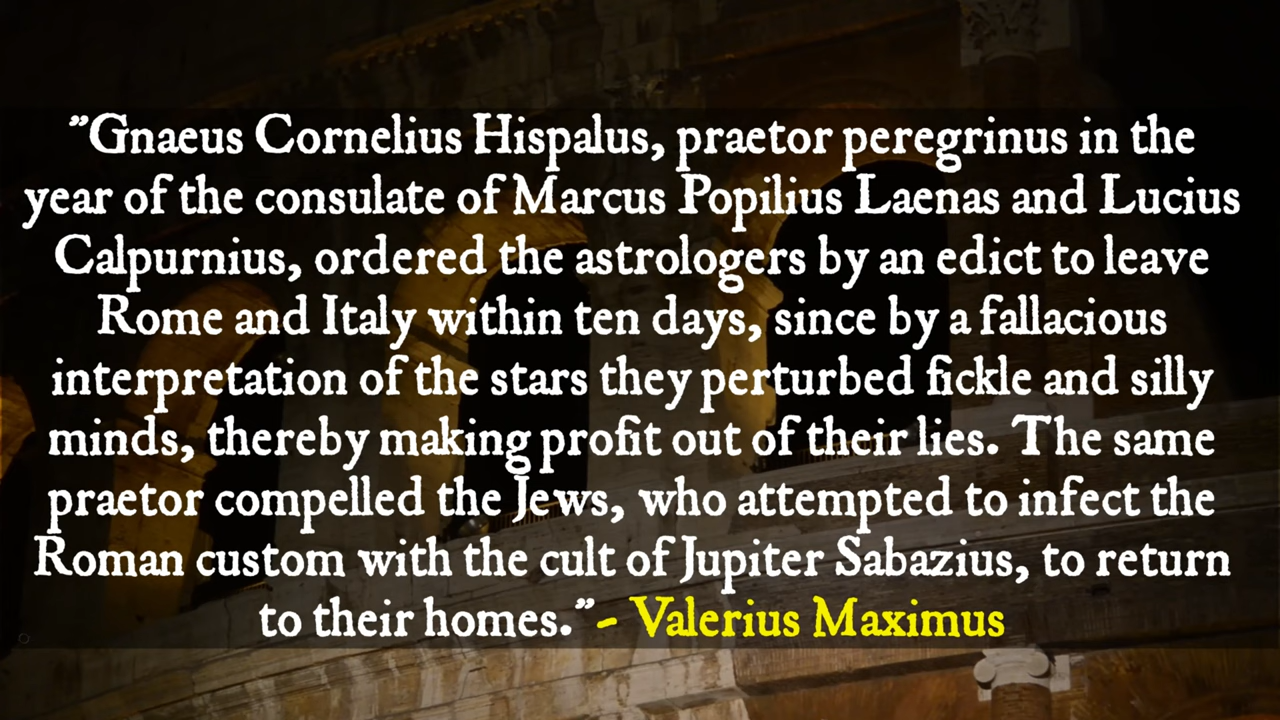 "Gnaeus Cornelius Hispalus, praetor peregrinus in the
year of the consulate of Marcus Popilius Laenas and Lucius
Calpurnius, ordered the astrologers by an edict to leave
Rome and Italy within ten days, since by a fallacious
interpretation of the stars they perturbed fickle and silly
minds, thereby making profit out of their lies. The same
praetor compelled the Jews, who attempted to infect the
Roman custom with the cult of Jupiter Sabazius, to return
to their homes."- Valerius Maximus